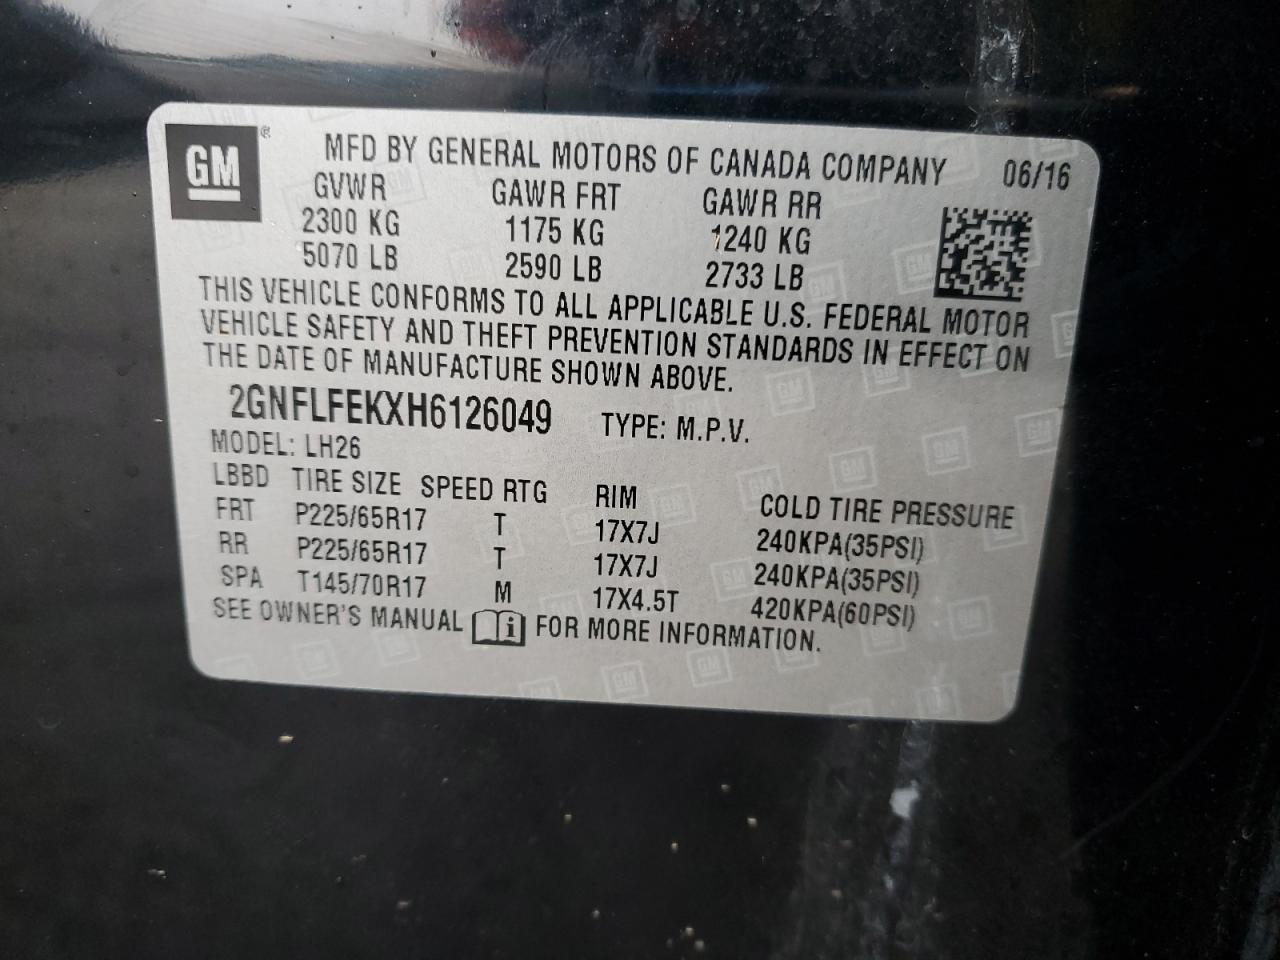 GM ®
MFD BY GENERAL MOTORS OF CANADA COMPANY 06/16
GVWR GAWR FRT GAWR RR
2300 KG 1175 KG 1240 KG
5070 LB 2590 LB 2733 LB
THIS VEHICLE CONFORMS TO ALL APPLICABLE U.S. FEDERAL MOTOR
VEHICLE SAFETY AND THEFT PREVENTION STANDARDS IN EFFECT ON
THE DATE OF MANUFACTURE SHOWN ABOVE.
2GNFLFEKXH6126049 TYPE: M.P.V.
MODEL: LH26
LBBD TIRE SIZE SPEED RTG RIM COLD TIRE PRESSURE
FRT P225/65R17 T 17X7J 240KPA(35PSI)
RR P225/65R17 T 17X7J 240KPA(35PSI)
SPA T145/70R17 M 17X4.5T 420KPA(60PSI)
SEE OWNER'S MANUAL i FOR MORE INFORMATION.